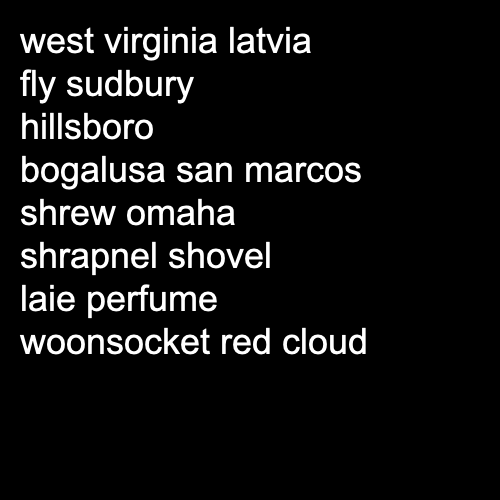 west virginia latvia
fly sudbury
hillsboro
bogalusa san marcos
shrew omaha
shrapnel shovel
laie perfume
woonsocket red cloud